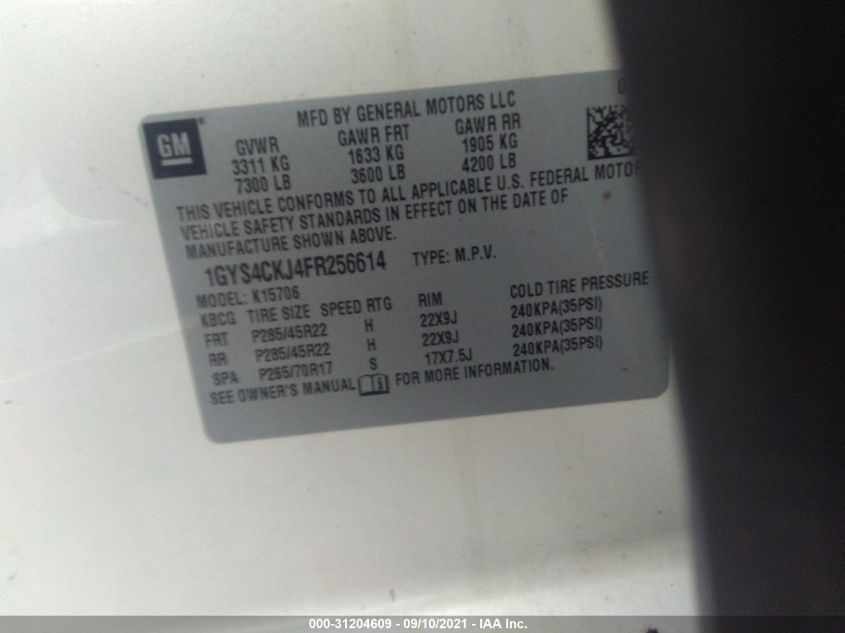 MFD BY GENERAL MOTORS LLC
GM
GVWR GAWR FRT GAWR RR
3311 KG 1633 KG 1905 KG
7300 LB 3600 LB 4200 LB
THIS VEHICLE CONFORMS TO ALL APPLICABLE U.S. FEDERAL MOTOR
VEHICLE SAFETY STANDARDS IN EFFECT ON THE DATE OF
MANUFACTURE SHOWN ABOVE.
1GYS4CKJ4FR256614 TYPE: M.P.V.
MODEL: K15706
KBCG TIRE SIZE SPEED RTG RIM COLD TIRE PRESSURE
FRT P285/45R22 H 22X9J 240KPA(35PSI)
RR P285/45R22 H 22X9J 240KPA(35PSI)
SPA P265/70R17 S 17X7.5J 240KPA(35PSI)
SEE OWNER'S MANUAL FOR MORE INFORMATION.
000-31204609 - 09/10/2021 - IAA Inc.